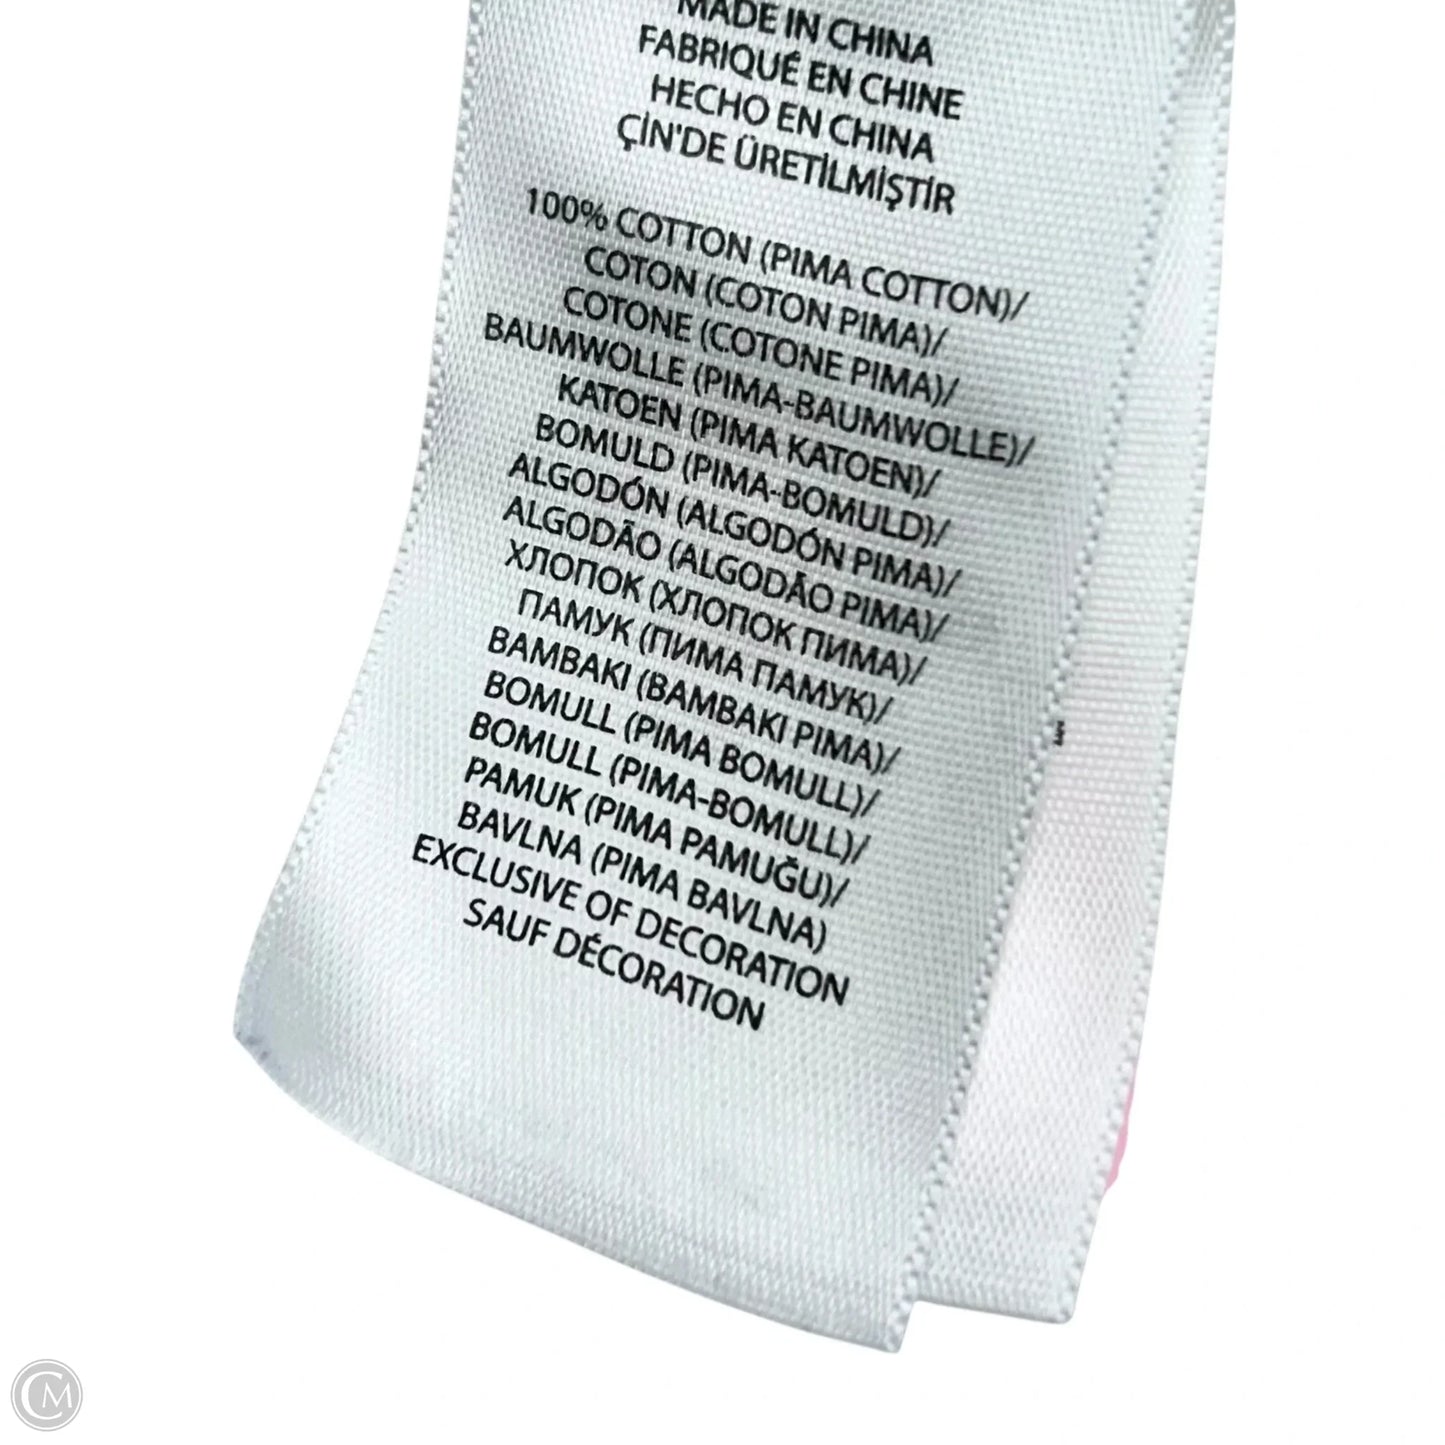 MADE IN CHINA
FABRIQUÉ EN CHINE
HECHO EN CHINA
ÇİN'DE ÜRETİLMİŞTİR
100% COTTON (PIMA COTTON)/
COTON (COTON PIMA)/
COTONE (COTONE PIMA)/
BAUMWOLLE (PIMA-BAUMWOLLE)/
KATOEN (PIMA KATOEN)/
BOMULD (PIMA-BOMULD)/
ALGODÓN (ALGODÓN PIMA)/
ALGODÃO (ALGODÃO PIMA)/
ХЛОПОК (ХЛОПОК ПИМА)/
ПАМУК (ПИМА ПАМУК)/
BAMBAKI (BAMBAKI PIMA)/
BOMULL (PIMA BOMULL)/
BOMULL (PIMA-BOMULL)/
PAMUK (PIMA PAMUĞU)/
BAVLNA (PIMA BAVLNA)
EXCLUSIVE OF DECORATION
SAUF DÉCORATION
CM